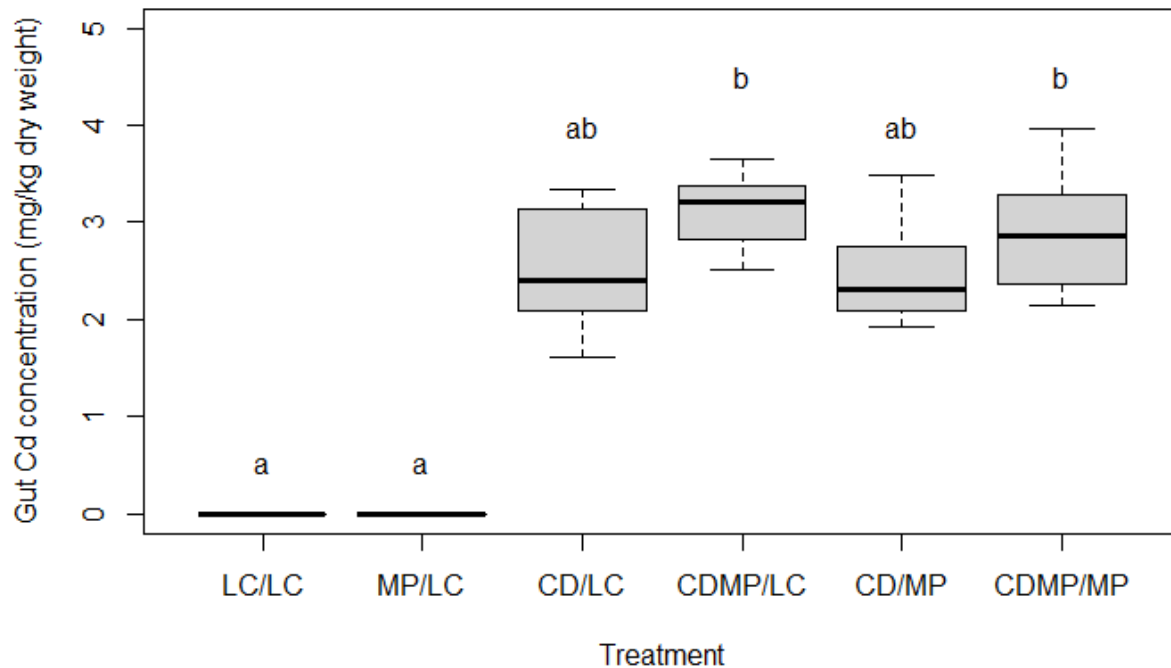 Gut Cd concentration (mg/kg dry weight)
5
4
3
2
1
0
b
b
ab
ab
a
a
LC/LC
MP/LC
CD/LC
CDMP/LC
CD/MP
CDMP/MP
Treatment